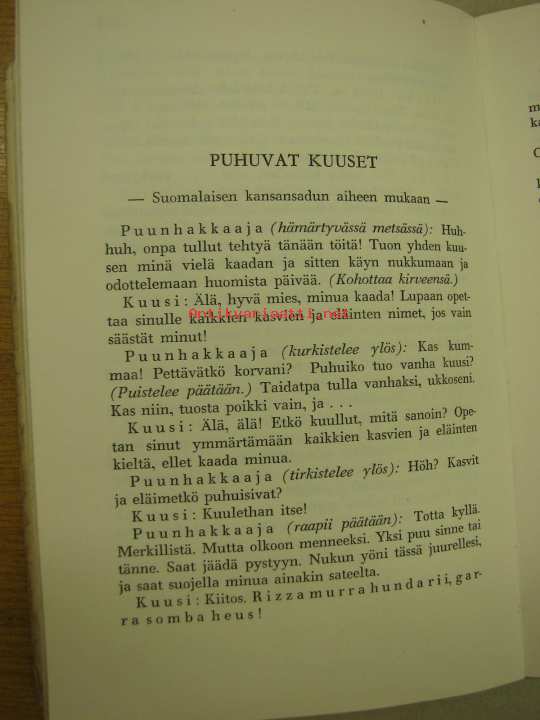 PUHUVAT KUUSET
— Suomalaisen kansansadun aiheen mukaan —
Puunhakkaaja (hämärtyvässä metsässä): Huh-
huh, onpa tullut tehtyä tänään töitä! Tuon yhden kuu-
sen minä vielä kaadan ja sitten käyn nukkumaan ja
odottelemaan huomista päivää. (Kohottaa kirveensä.)
Kuusi: Älä, hyvä mies, minua kaada! Lupaan opet-
taa sinulle kaikkien kasvien ja eläinten nimet, jos vain
säästät minut!
Puunhakkaaja (kurkistelee ylös): Kas kum-
maa! Pettävätkö korvani? Puhuiko tuo vanha kuusi?
(Puistelee päätään.) Taidatpa tulla vanhaksi, ukkoseni.
Kas niin, tuosta poikki vain, ja . . .
Kuusi: Älä, älä! Etkö kuullut, mitä sanoin? Ope-
tan sinut ymmärtämään kaikkien kasvien ja eläinten
kieltä, ellet kaada minua.
Puunhakkaaja (tirkistelee ylös): Höh? Kasvit
ja eläimetkö puhuisivat?
Kuusi: Kuulethan itse!
Puunhakkaaja (raapii päätään): Totta kyllä.
Merkillistä. Mutta olkoon menneeksi. Yksi puu sinne tai
tänne. Saat jäädä pystyyn. Nukun yöni tässä juurellesi,
ja saat suojella minua ainakin sateelta.
Kuusi: Kiitos. Rizzamurrahundarii, gar-
rasombaheus!
Antikvariaatti.net